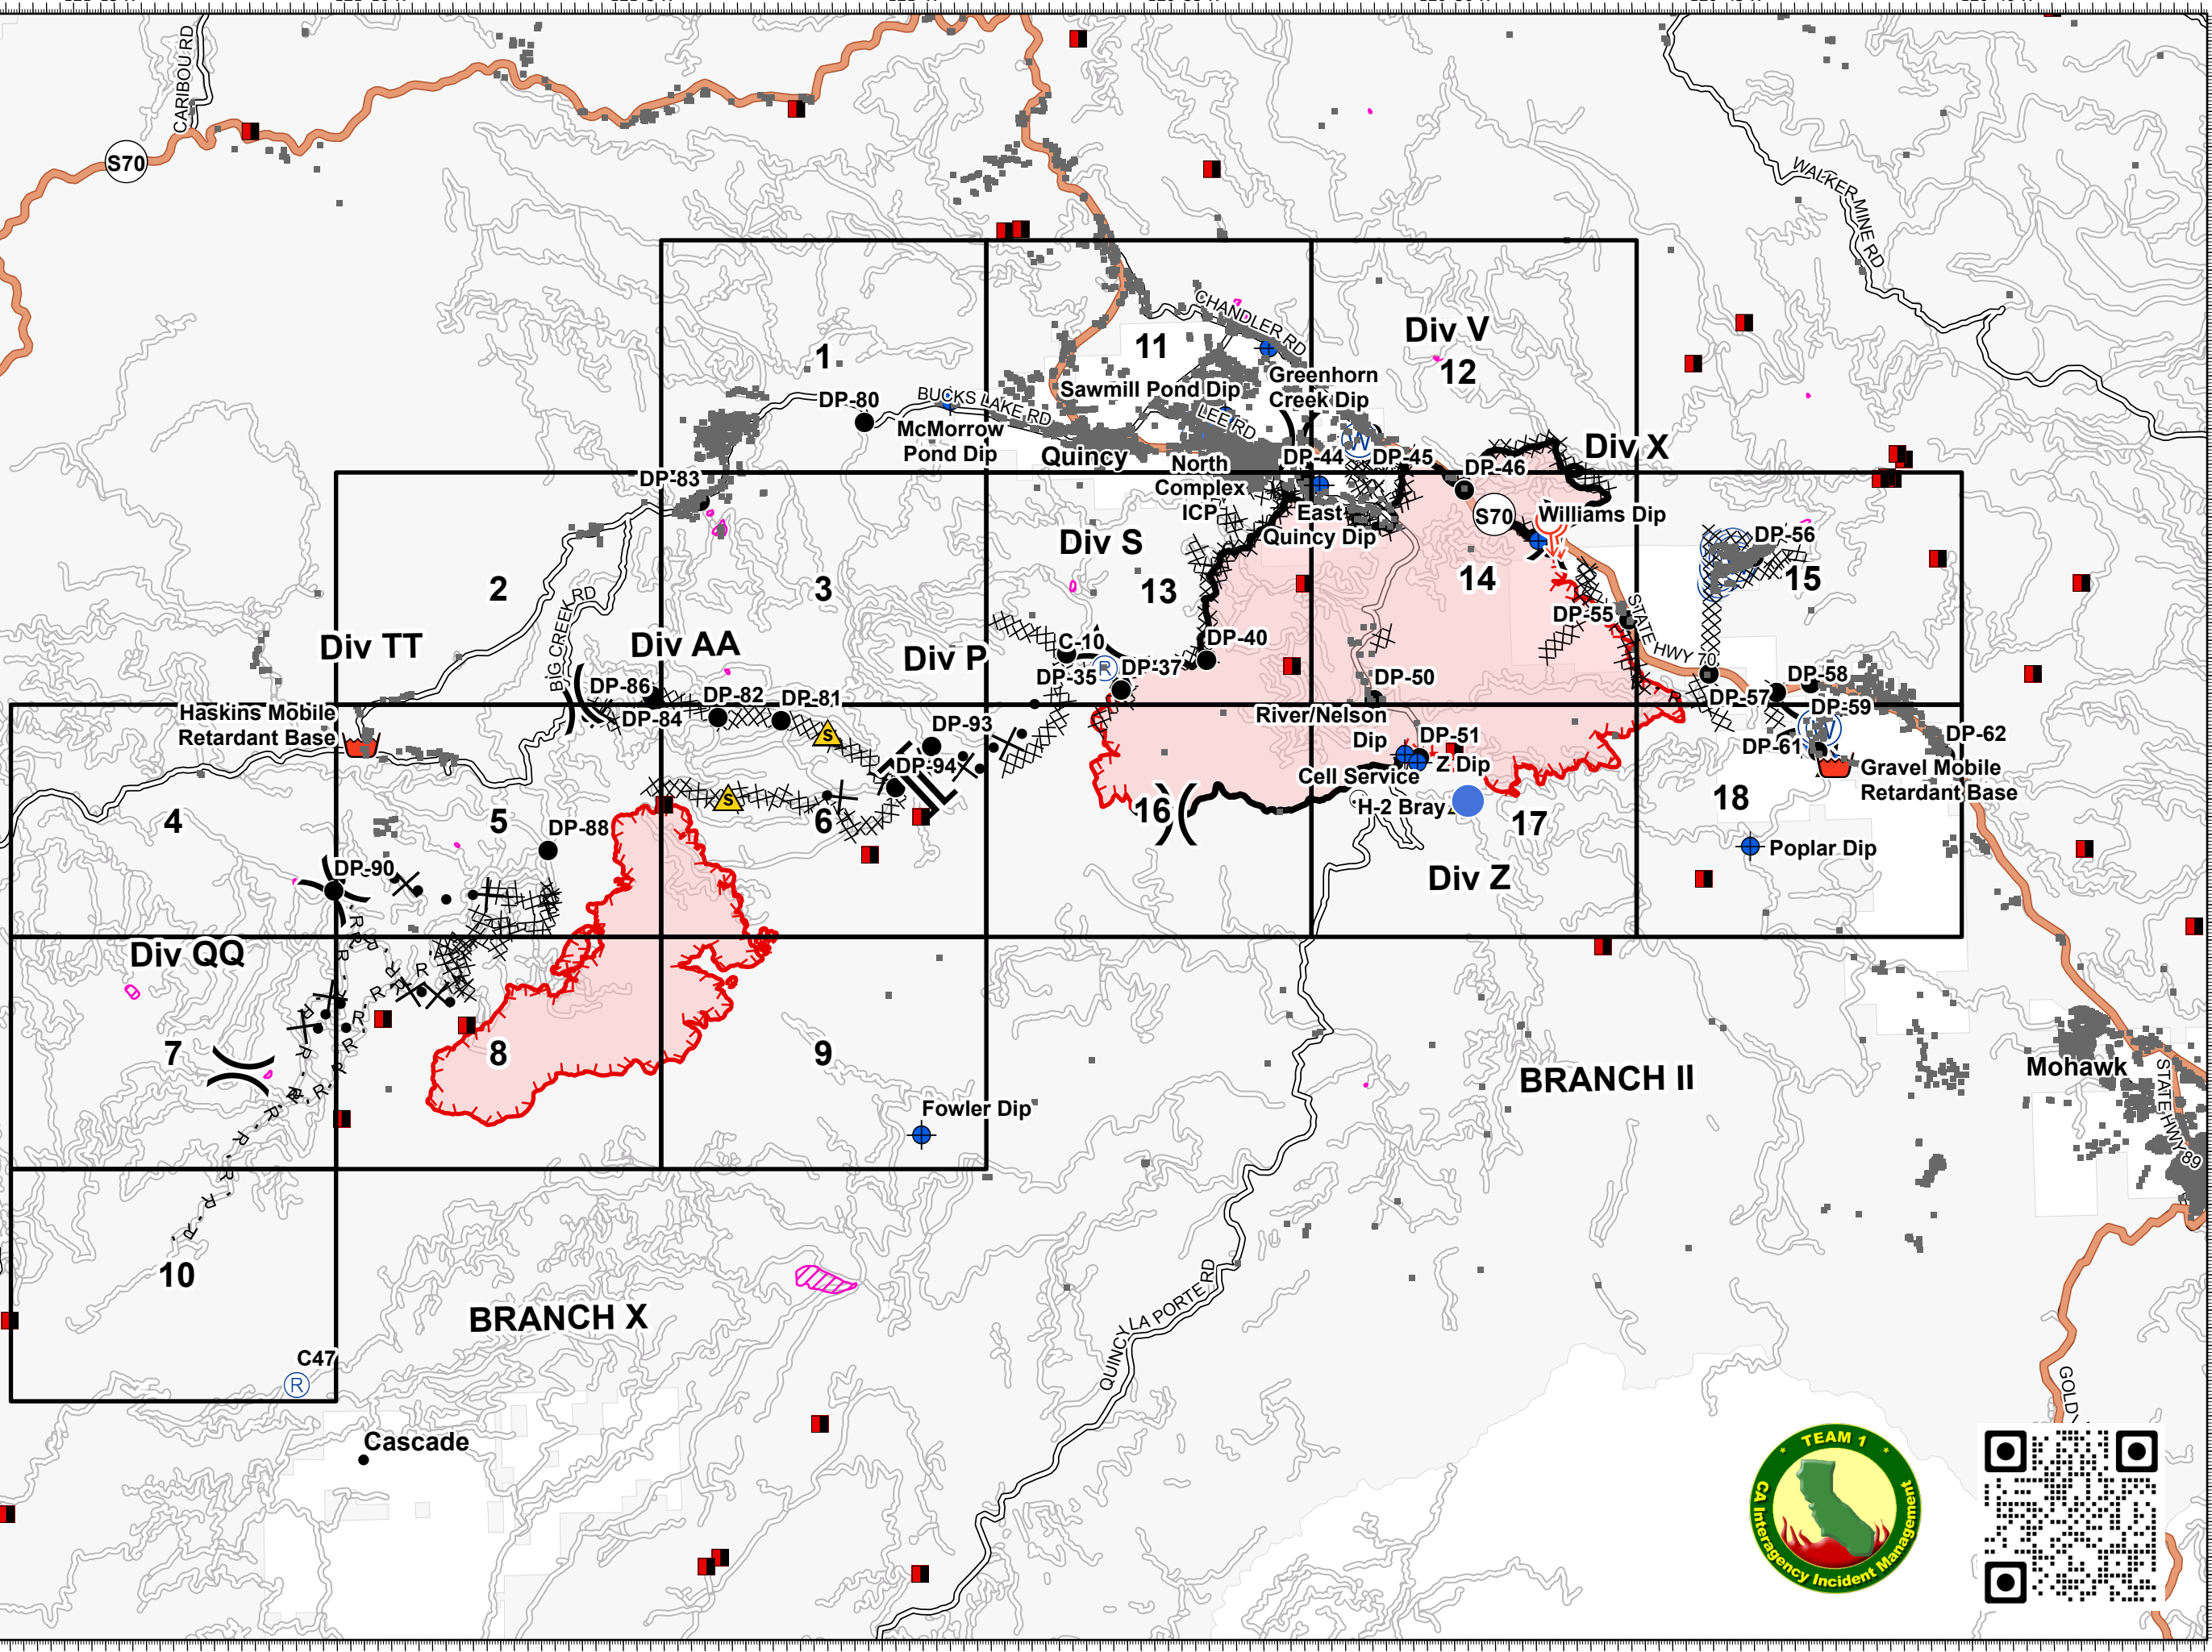 CARIBOU RD
S70
WALKER MINE RD
CHANDLER RD
Div V
1
11
12
Greenhorn
Creek Dip
Sawmill Pond Dip
DP-80
BUCKS LAKE RD
LEE RD
McMorrow
Pond Dip
Quincy
Div X
North
Complex
ICP
DP-44
DP-45
DP-46
DP-83
East
Quincy Dip
S70
Williams Dip
DP-56
Div S
2
3
13
14
15
BIG CREEK RD
DP-55
STATE HWY 70
Div TT
Div AA
Div P
C-10
DP-40
R
DP-35
DP-37
DP-86
DP-82
DP-81
DP-84
DP-50
DP-58
DP-57
DP-59
Haskins Mobile
Retardant Base
S
DP-93
River/Nelson
Dip
DP-51
W
DP-61
DP-62
DP-94
Z Dip
Cell Service
H-2 Bray
Gravel Mobile
Retardant Base
S
4
5
6
16
17
18
DP-88
DP-90
Poplar Dip
Div Z
Div QQ
7
8
9
BRANCH II
Mohawk
STATE HWY 89
Fowler Dip
10
BRANCH X
QUINCY LA PORTE RD
C47
R
Cascade
TEAM 1
CA Interagency Incident Management